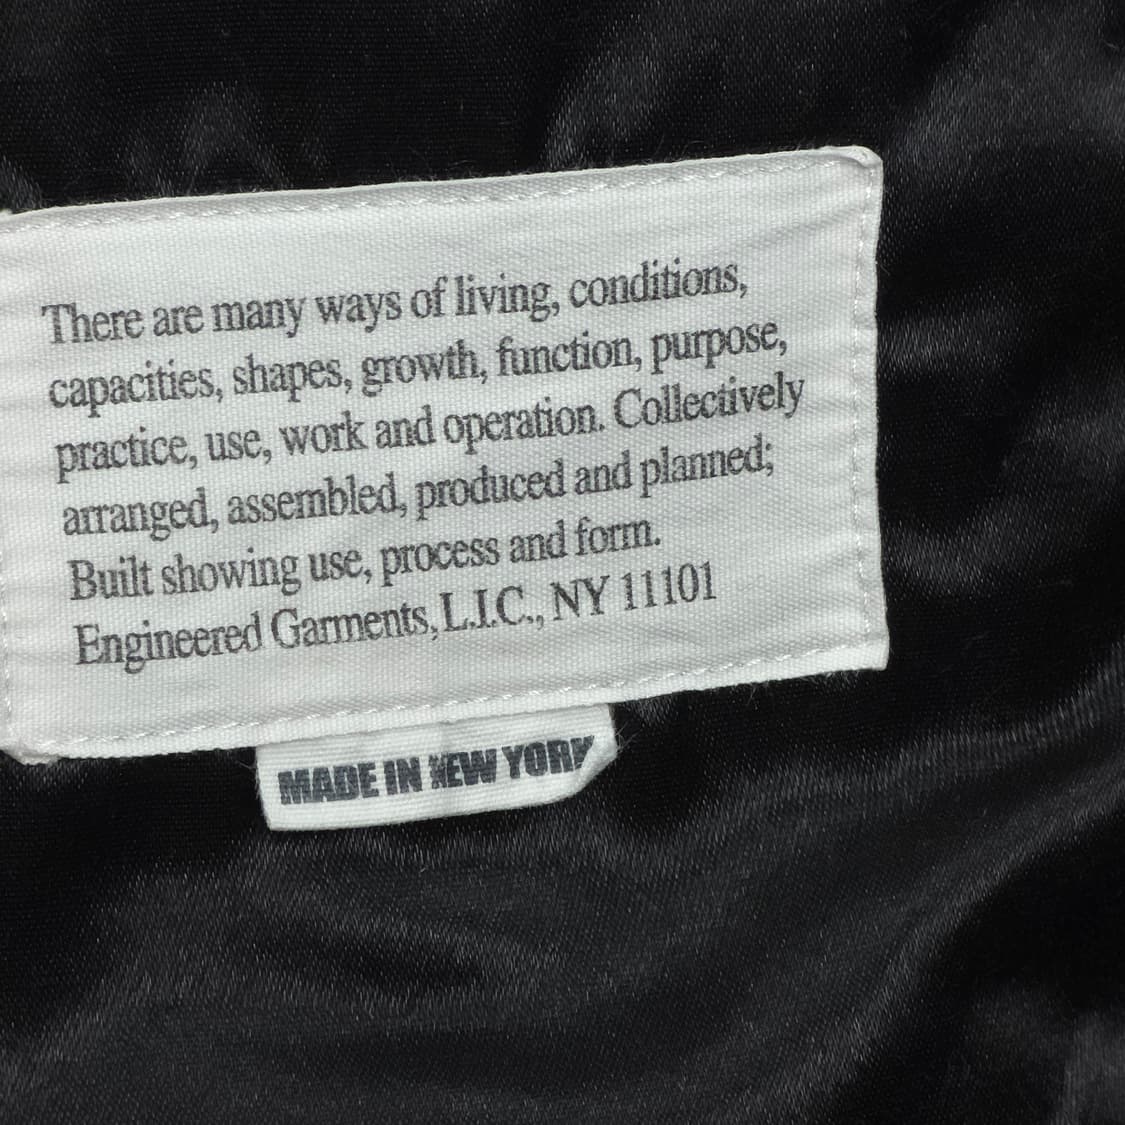 There are many ways of living, conditions,
capacities, shapes, growth, function, purpose,
practice, use, work and operation. Collectively
arranged, assembled, produced and planned;
Built showing use, process and form.
Engineered Garments, L.I.C., NY 11101
MADE IN NEW YORK